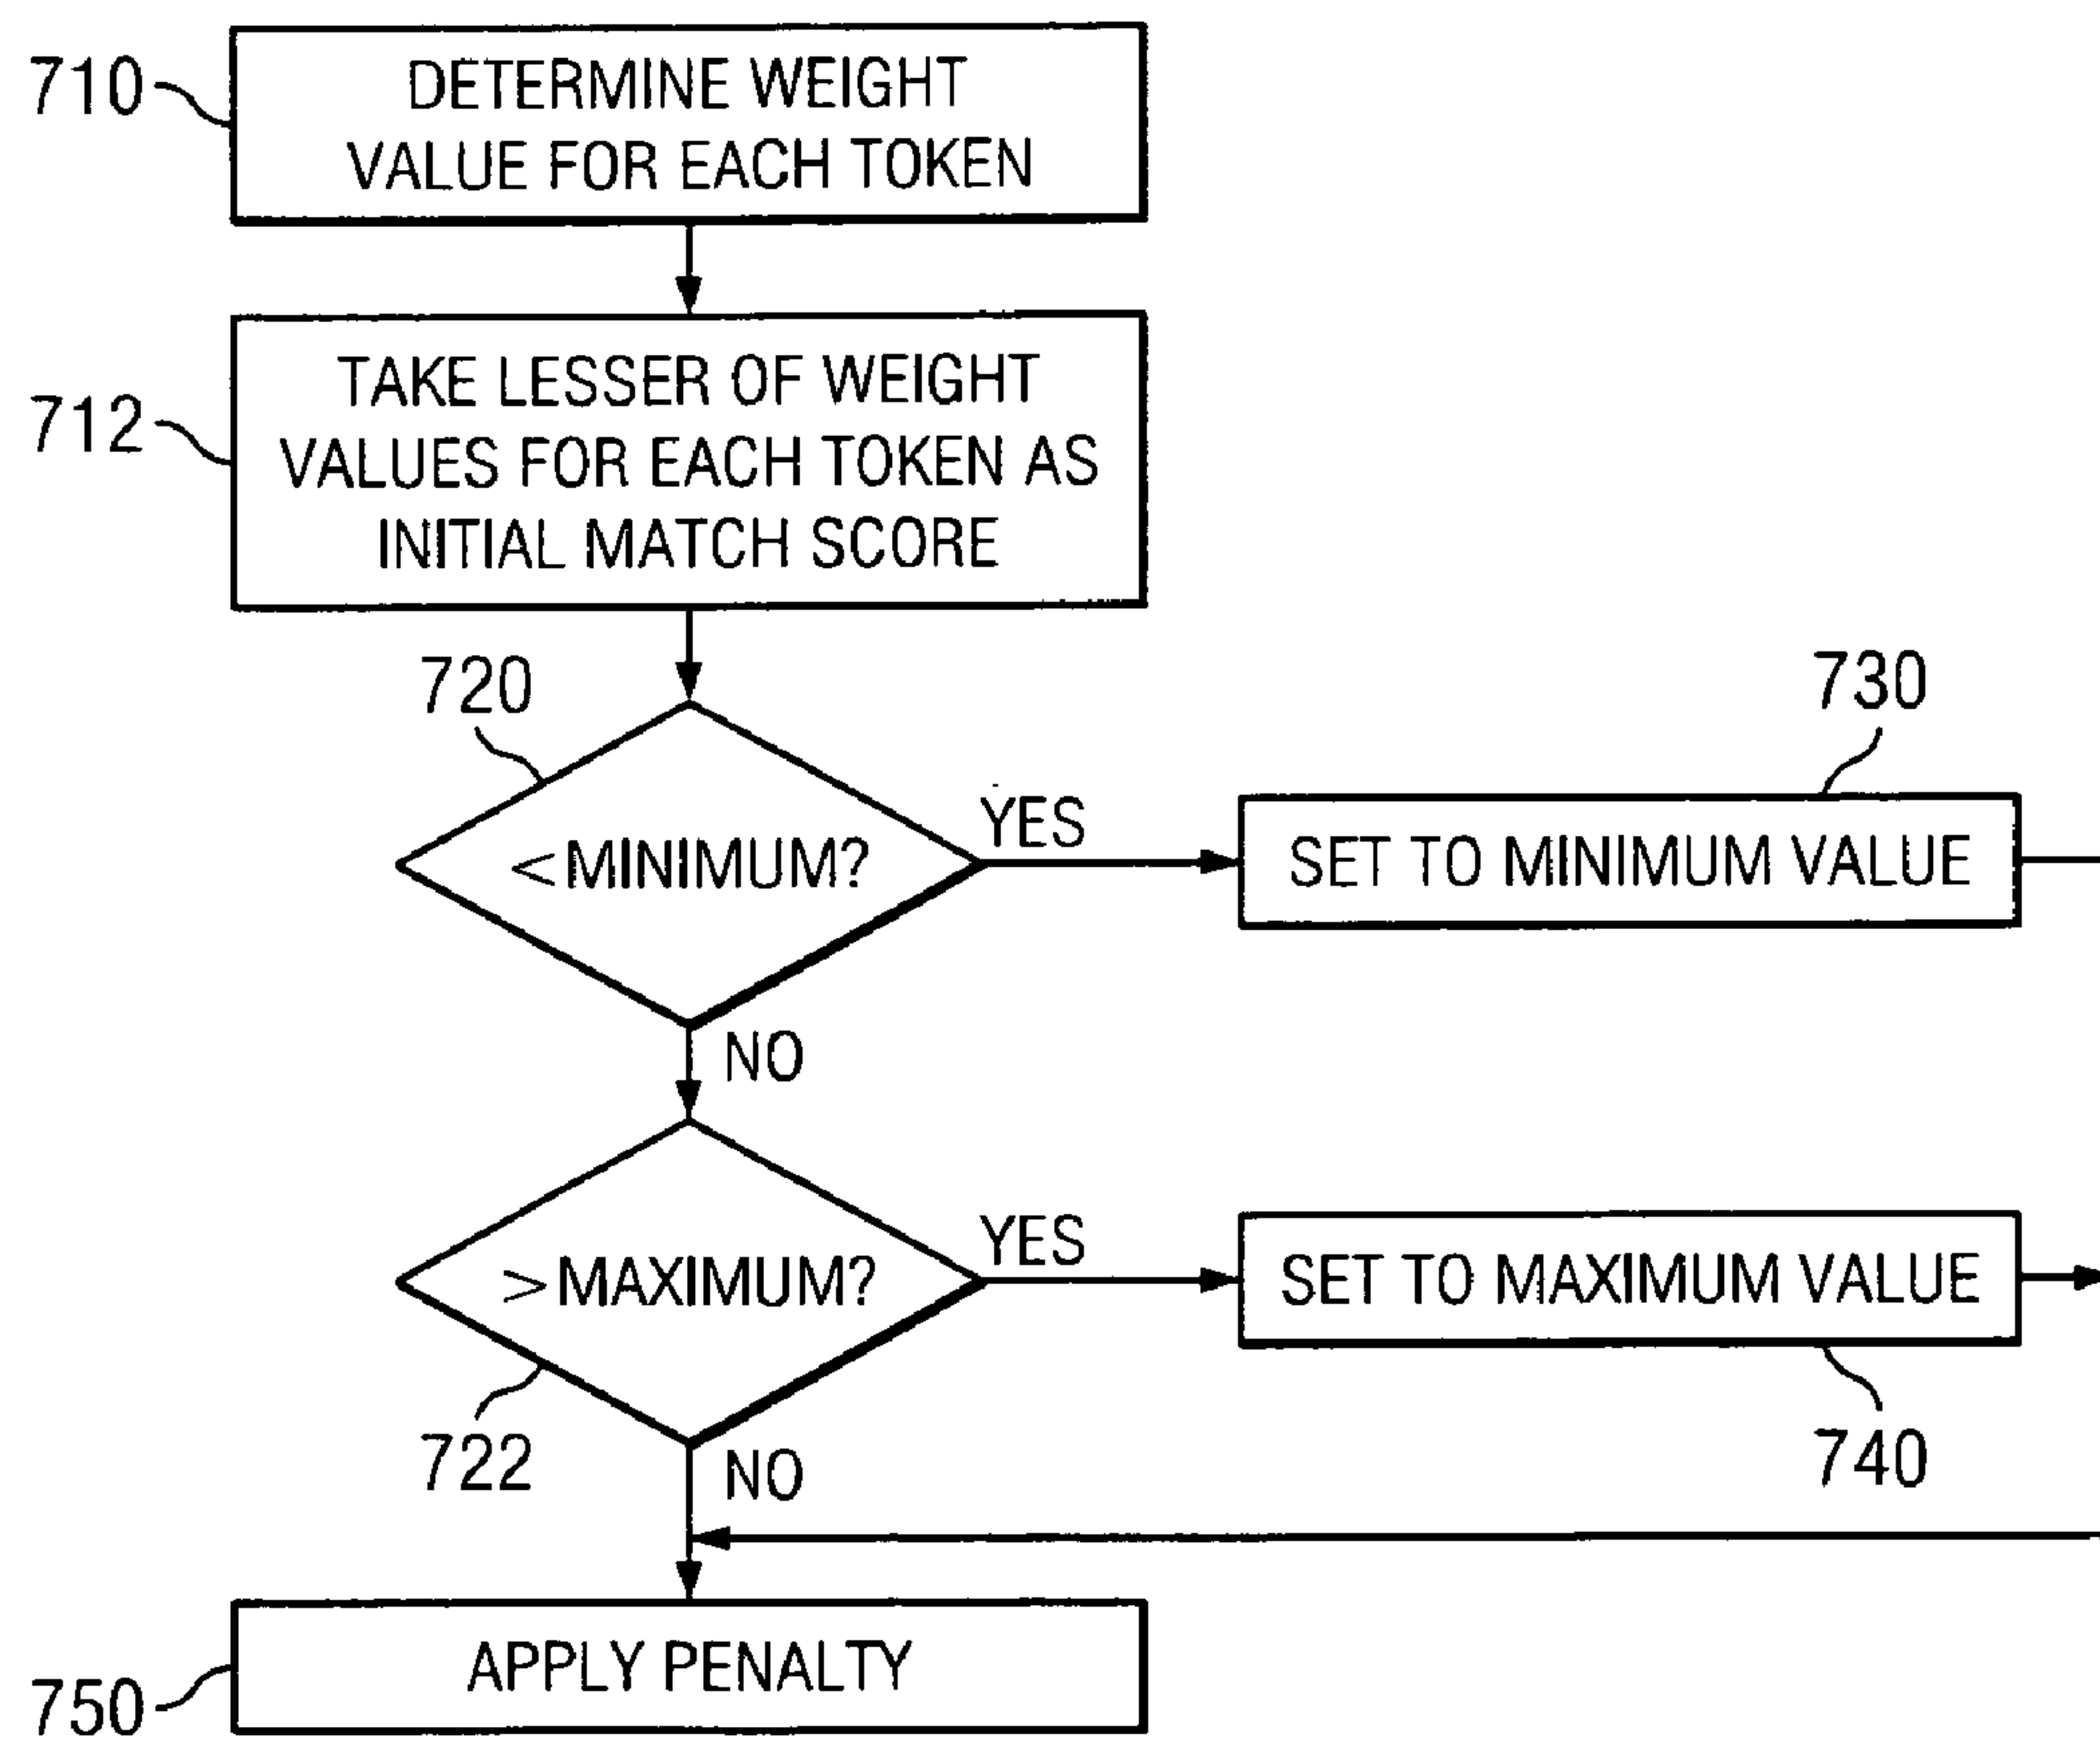 710
DETERMINE WEIGHT
VALUE FOR EACH TOKEN
712
TAKE LESSER OF WEIGHT
VALUES FOR EACH TOKEN AS
INITIAL MATCH SCORE
720
730
<MINIMUM?
YES
SET TO MINIMUM VALUE
NO
>MAXIMUM?
YES
SET TO MAXIMUM VALUE
722
740
NO
APPLY PENALTY
750